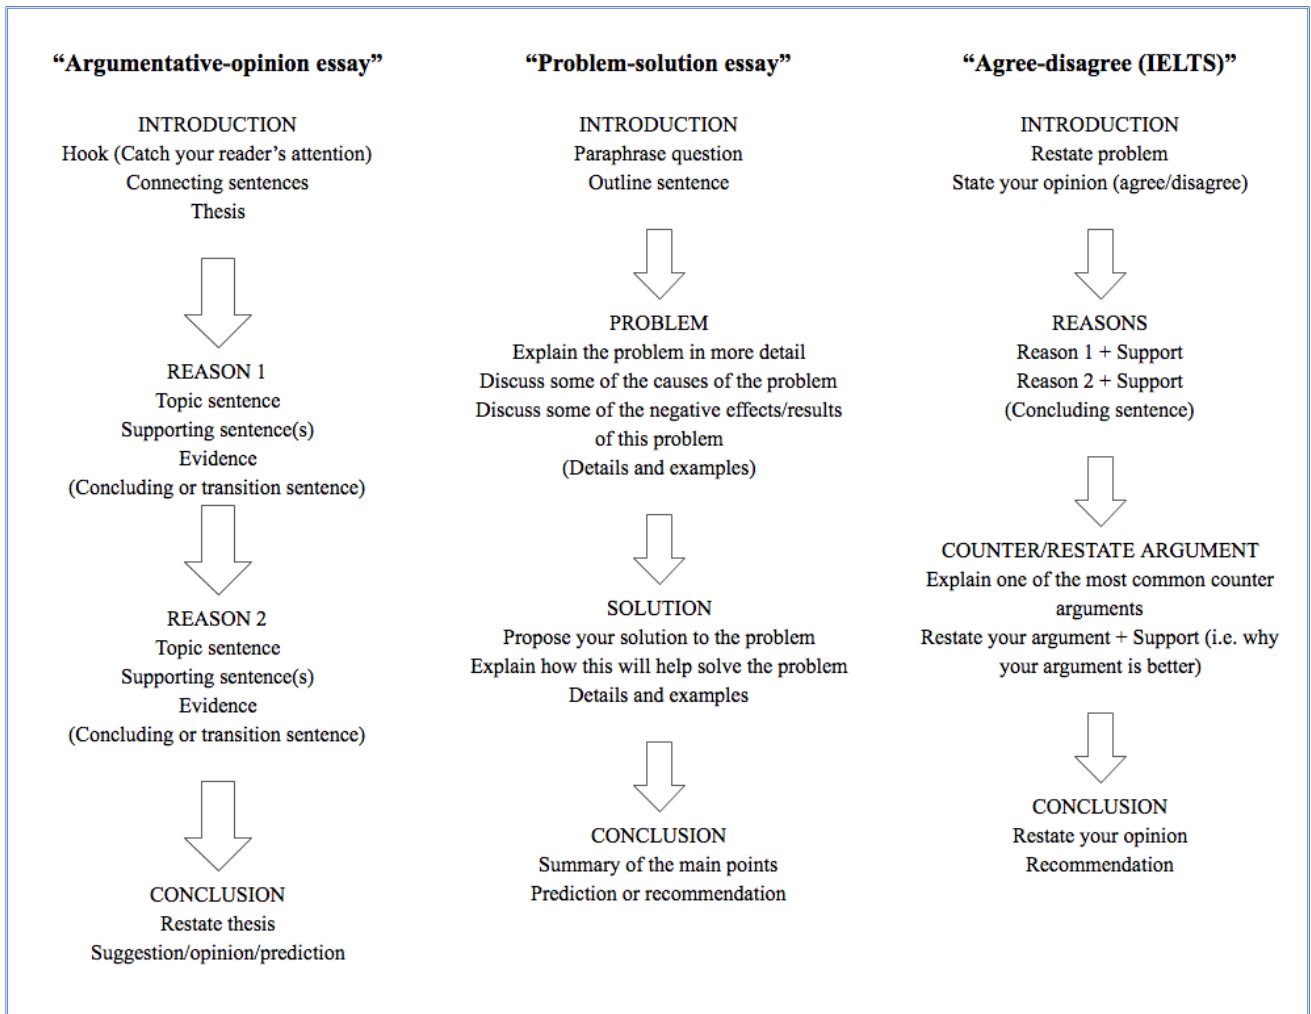 “Argumentative-opinion essay”
INTRODUCTION
Hook (Catch your reader’s attention)
Connecting sentences
Thesis
REASON 1
Topic sentence
Supporting sentence(s)
Evidence
(Concluding or transition sentence)
REASON 2
Topic sentence
Supporting sentence(s)
Evidence
(Concluding or transition sentence)
CONCLUSION
Restate thesis
Suggestion/opinion/prediction
“Problem-solution essay”
INTRODUCTION
Paraphrase question
Outline sentence
PROBLEM
Explain the problem in more detail
Discuss some of the causes of the problem
Discuss some of the negative effects/results
of this problem
(Details and examples)
SOLUTION
Propose your solution to the problem
Explain how this will help solve the problem
Details and examples
CONCLUSION
Summary of the main points
Prediction or recommendation
“Agree-disagree (IELTS)”
INTRODUCTION
Restate problem
State your opinion (agree/disagree)
REASONS
Reason 1 + Support
Reason 2 + Support
(Concluding sentence)
COUNTER/RESTATE ARGUMENT
Explain one of the most common counter
arguments
Restate your argument + Support (i.e. why
your argument is better)
CONCLUSION
Restate your opinion
Recommendation